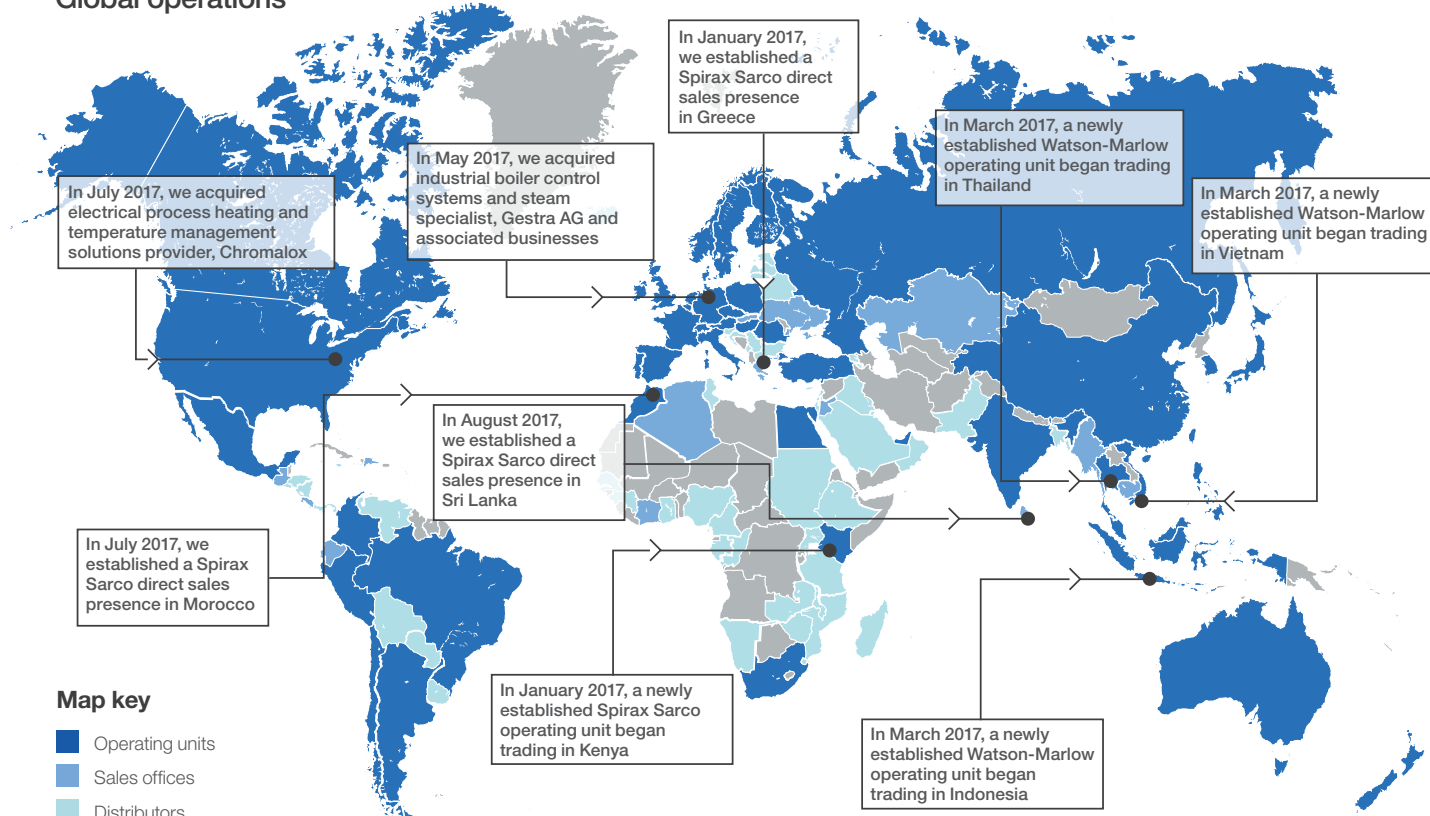 Global operations
In January 2017,
we established a
Spirax Sarco direct
sales presence
in Greece
In March 2017, a newly
established Watson-Marlow
operating unit began trading
in Thailand
In May 2017, we acquired
industrial boiler control
systems and steam
specialist, Gestra AG and
associated businesses
In July 2017, we acquired
electrical process heating and
temperature management
solutions provider, Chromalox
In March 2017, a newly
established Watson-Marlow
operating unit began trading
in Vietnam
In August 2017,
we established a
Spirax Sarco direct
sales presence in
Sri Lanka
In July 2017, we
established a Spirax
Sarco direct sales
presence in Morocco
In January 2017, a newly
established Spirax Sarco
operating unit began
trading in Kenya
In March 2017, a newly
established Watson-Marlow
operating unit began
trading in Indonesia
Map key
Operating units
Sales offices
Distributors